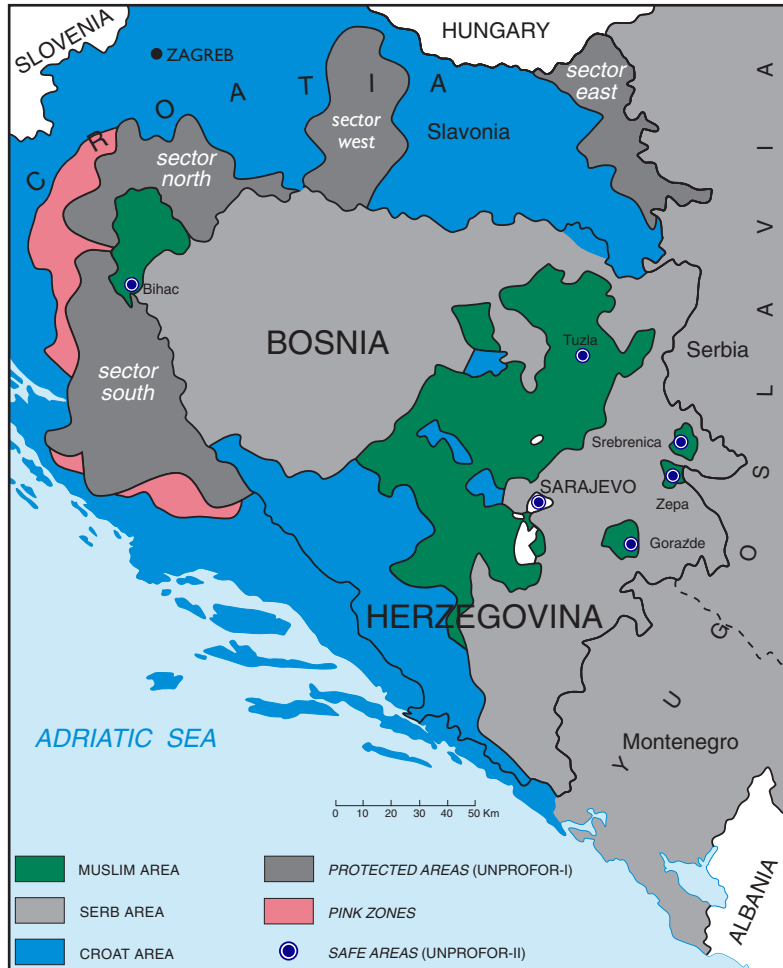 SLOVENIA
HUNGARY
ZAGREB
CROATIA
sector
east
sector
west
Slavonia
sector
north
Bihac
BOSNIA
Tuzla
Serbia
sector
south
Srebrenica
SARAJEVO
Zepa
Gorazde
HERZEGOVINA
YUGOSLAVIA
ADRIATIC SEA
Montenegro
0 10 20 30 40 50 Km
ALBANIA
MUSLIM AREA
PROTECTED AREAS (UNPROFOR-I)
SERB AREA
PINK ZONES
CROAT AREA
SAFE AREAS (UNPROFOR-II)